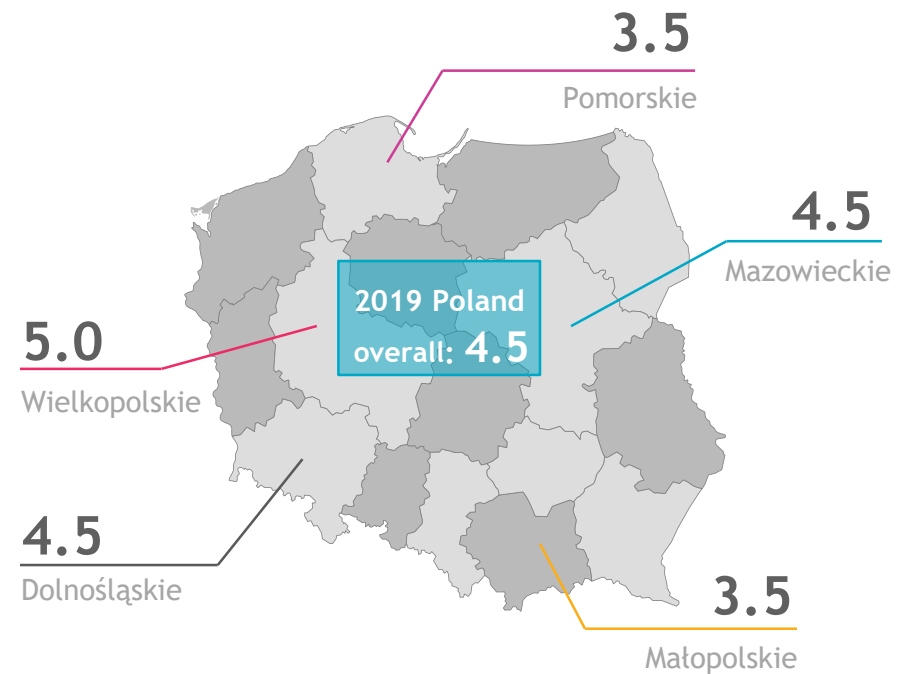 3.5
Pomorskie
4.5
Mazowieckie
2019 Poland
overall: 4.5
5.0
Wielkopolskie
4.5
Dolnośląskie
3.5
Małopolskie